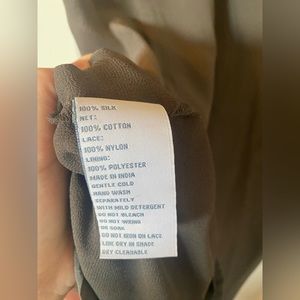 100% SILK
NET:
100% COTTON
LACE:
100% NYLON
LINING:
100% POLYESTER
MADE IN INDIA
GENTLE COLD
HAND WASH
SEPARATELY
WITH MILD DETERGENT
DO NOT BLEACH
DO NOT WRING
OR SOAK
DO NOT IRON ON LACE
LINE DRY IN SHADE
DRY CLEANABLE